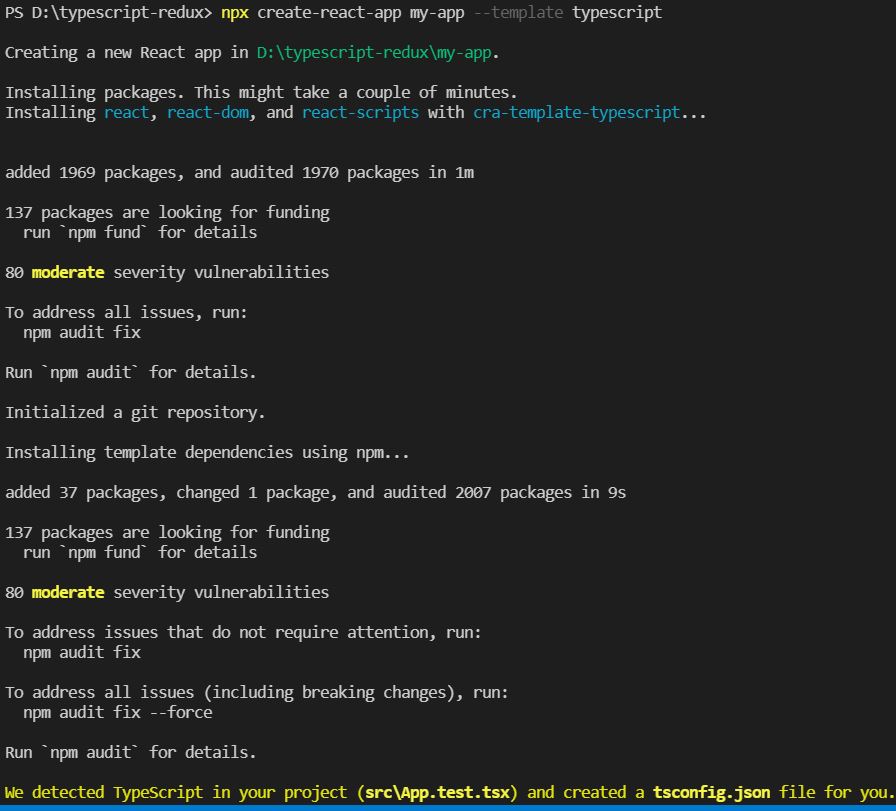 PS D:\typescript-redux> npx create-react-app my-app --template typescript
Creating a new React app in D:\typescript-redux\my-app.
Installing packages. This might take a couple of minutes.
Installing react, react-dom, and react-scripts with cra-template-typescript...
added 1969 packages, and audited 1970 packages in 1m
137 packages are looking for funding
  run `npm fund` for details
80 moderate severity vulnerabilities
To address all issues, run:
  npm audit fix
Run `npm audit` for details.
Initialized a git repository.
Installing template dependencies using npm...
added 37 packages, changed 1 package, and audited 2007 packages in 9s
137 packages are looking for funding
  run `npm fund` for details
80 moderate severity vulnerabilities
To address issues that do not require attention, run:
  npm audit fix
To address all issues (including breaking changes), run:
  npm audit fix --force
Run `npm audit` for details.
We detected TypeScript in your project (src\App.test.tsx) and created a tsconfig.json file for you.